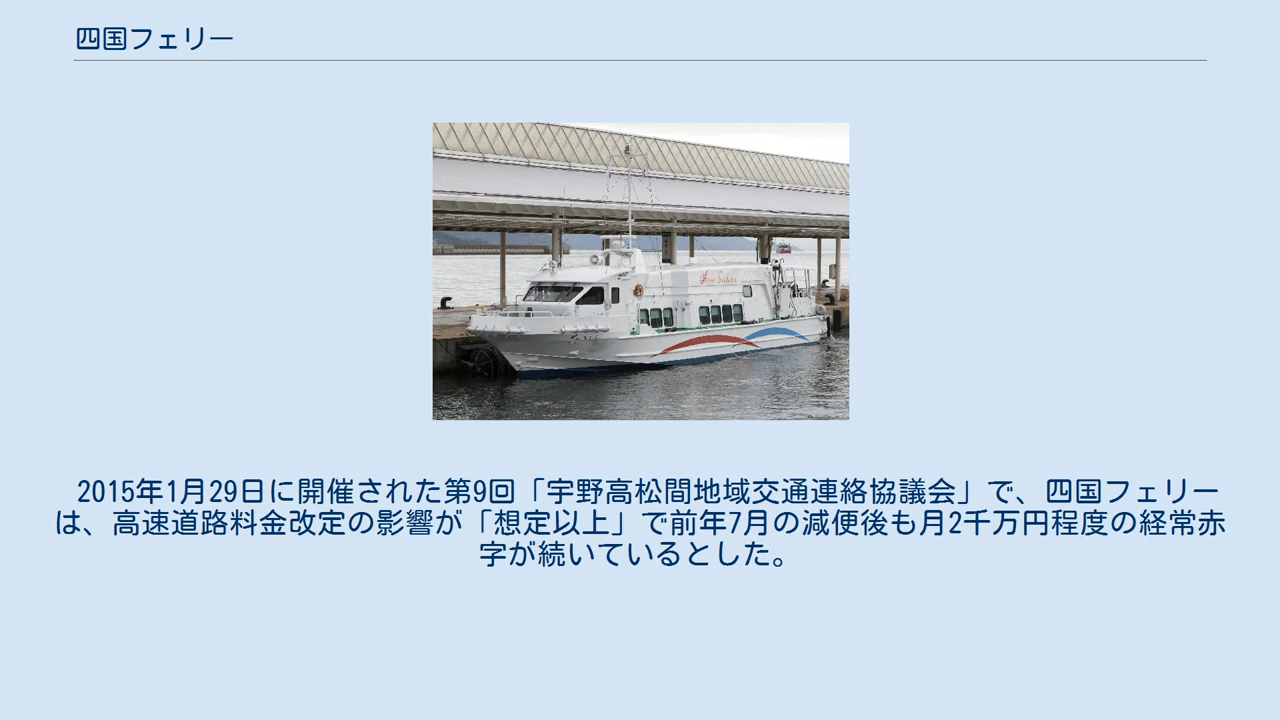 四国フェリー
2015年1月29日に開催された第9回「宇野高松間地域交通連絡協議会」で、四国フェリー
は、高速道路料金改定の影響が「想定以上」で前年7月の減便後も月2千万円程度の経常赤
字が続いているとした。